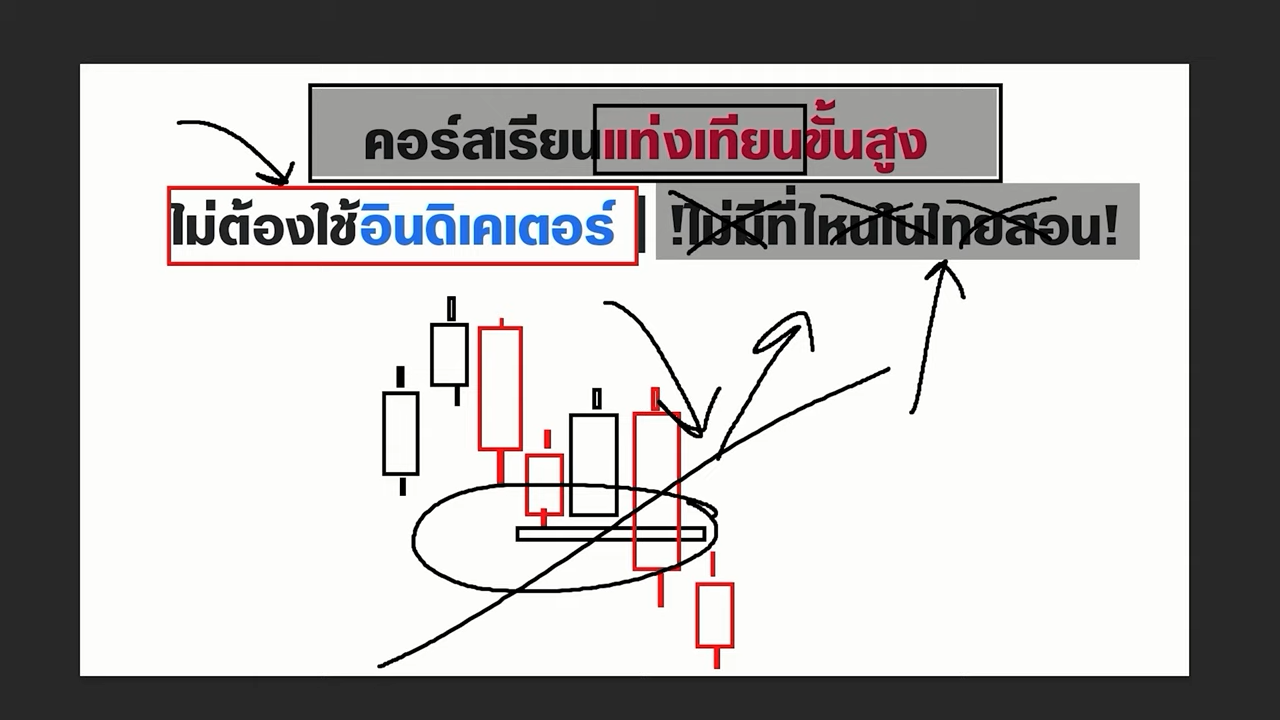 คอร์สเรียนแท่งเทียนขั้นสูง
ไม่ต้องใช้อินดิเคเตอร์ | !ไม่มีที่ไหนในไทยสอน!